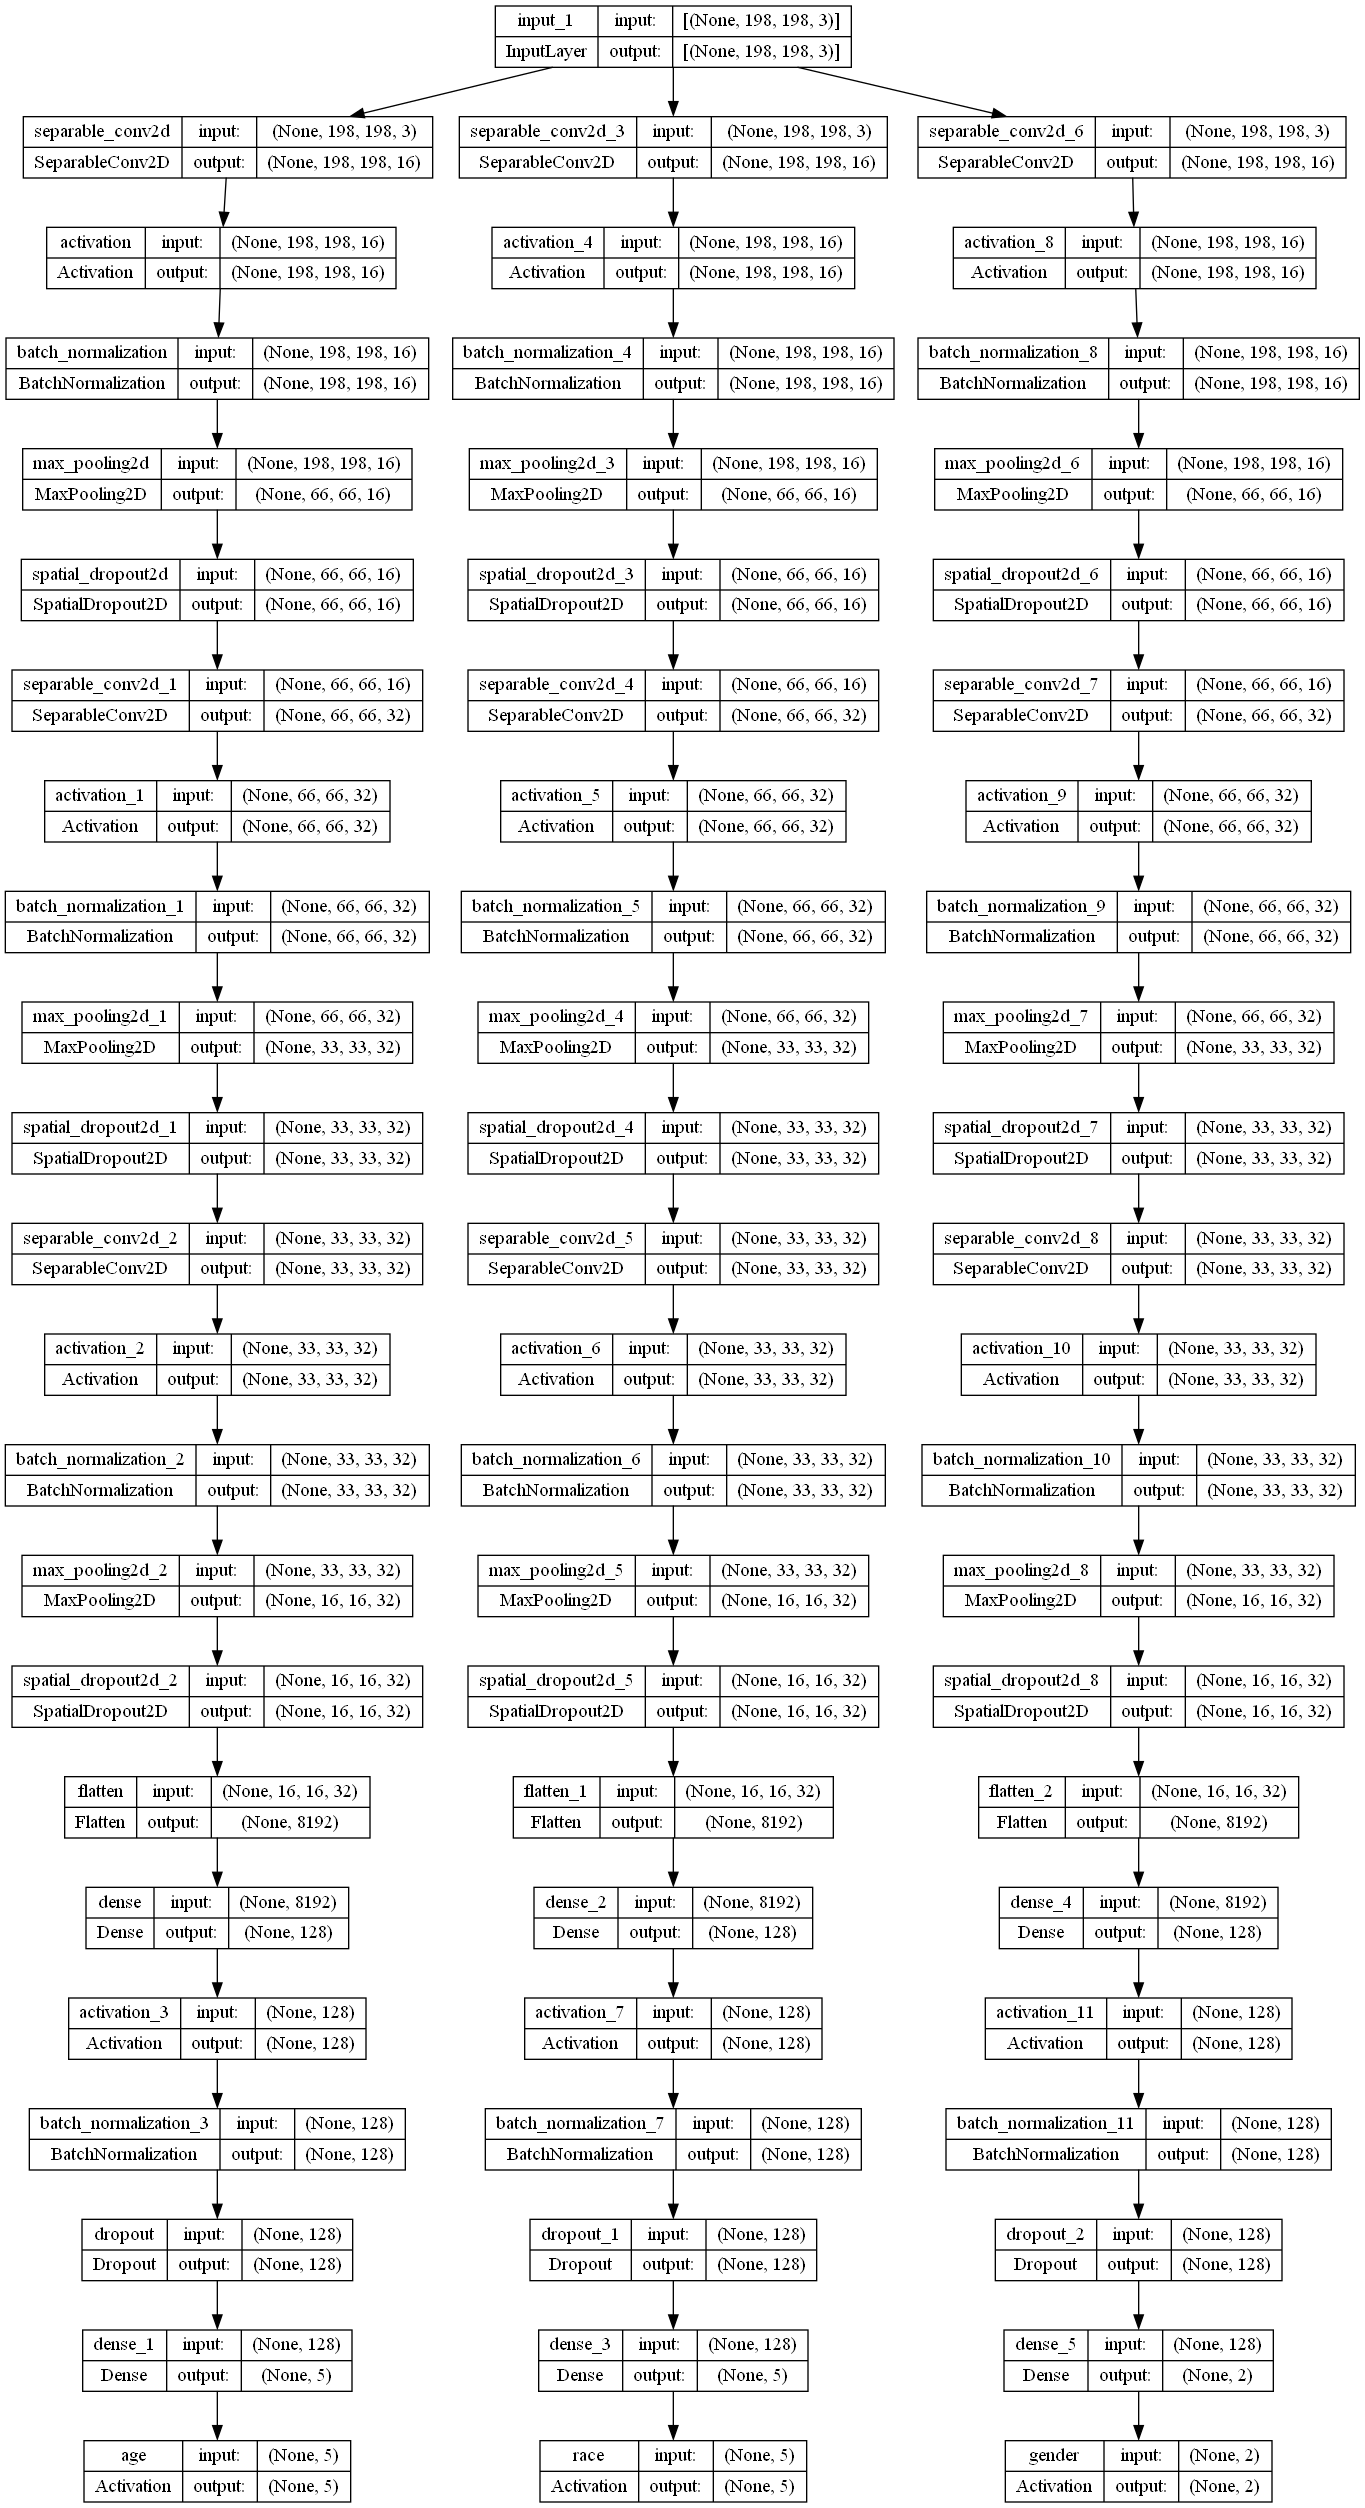 input_1 input: [(None, 198, 198, 3)]
InputLayer output: [(None, 198, 198, 3)]
separable_conv2d input: (None, 198, 198, 3) separable_conv2d_3 input: (None, 198, 198, 3) separable_conv2d_6 input: (None, 198, 198, 3)
SeparableConv2D output: (None, 198, 198, 16) SeparableConv2D output: (None, 198, 198, 16) SeparableConv2D output: (None, 198, 198, 16)
activation input: (None, 198, 198, 16) activation_4 input: (None, 198, 198, 16) activation_8 input: (None, 198, 198, 16)
Activation output: (None, 198, 198, 16) Activation output: (None, 198, 198, 16) Activation output: (None, 198, 198, 16)
batch_normalization input: (None, 198, 198, 16) batch_normalization_4 input: (None, 198, 198, 16) batch_normalization_8 input: (None, 198, 198, 16)
BatchNormalization output: (None, 198, 198, 16) BatchNormalization output: (None, 198, 198, 16) BatchNormalization output: (None, 198, 198, 16)
max_pooling2d input: (None, 198, 198, 16) max_pooling2d_3 input: (None, 198, 198, 16) max_pooling2d_6 input: (None, 198, 198, 16)
MaxPooling2D output: (None, 66, 66, 16) MaxPooling2D output: (None, 66, 66, 16) MaxPooling2D output: (None, 66, 66, 16)
spatial_dropout2d input: (None, 66, 66, 16) spatial_dropout2d_3 input: (None, 66, 66, 16) spatial_dropout2d_6 input: (None, 66, 66, 16)
SpatialDropout2D output: (None, 66, 66, 16) SpatialDropout2D output: (None, 66, 66, 16) SpatialDropout2D output: (None, 66, 66, 16)
separable_conv2d_1 input: (None, 66, 66, 16) separable_conv2d_4 input: (None, 66, 66, 16) separable_conv2d_7 input: (None, 66, 66, 16)
SeparableConv2D output: (None, 66, 66, 32) SeparableConv2D output: (None, 66, 66, 32) SeparableConv2D output: (None, 66, 66, 32)
activation_1 input: (None, 66, 66, 32) activation_5 input: (None, 66, 66, 32) activation_9 input: (None, 66, 66, 32)
Activation output: (None, 66, 66, 32) Activation output: (None, 66, 66, 32) Activation output: (None, 66, 66, 32)
batch_normalization_1 input: (None, 66, 66, 32) batch_normalization_5 input: (None, 66, 66, 32) batch_normalization_9 input: (None, 66, 66, 32)
BatchNormalization output: (None, 66, 66, 32) BatchNormalization output: (None, 66, 66, 32) BatchNormalization output: (None, 66, 66, 32)
max_pooling2d_1 input: (None, 66, 66, 32) max_pooling2d_4 input: (None, 66, 66, 32) max_pooling2d_7 input: (None, 66, 66, 32)
MaxPooling2D output: (None, 33, 33, 32) MaxPooling2D output: (None, 33, 33, 32) MaxPooling2D output: (None, 33, 33, 32)
spatial_dropout2d_1 input: (None, 33, 33, 32) spatial_dropout2d_4 input: (None, 33, 33, 32) spatial_dropout2d_7 input: (None, 33, 33, 32)
SpatialDropout2D output: (None, 33, 33, 32) SpatialDropout2D output: (None, 33, 33, 32) SpatialDropout2D output: (None, 33, 33, 32)
separable_conv2d_2 input: (None, 33, 33, 32) separable_conv2d_5 input: (None, 33, 33, 32) separable_conv2d_8 input: (None, 33, 33, 32)
SeparableConv2D output: (None, 33, 33, 32) SeparableConv2D output: (None, 33, 33, 32) SeparableConv2D output: (None, 33, 33, 32)
activation_2 input: (None, 33, 33, 32) activation_6 input: (None, 33, 33, 32) activation_10 input: (None, 33, 33, 32)
Activation output: (None, 33, 33, 32) Activation output: (None, 33, 33, 32) Activation output: (None, 33, 33, 32)
batch_normalization_2 input: (None, 33, 33, 32) batch_normalization_6 input: (None, 33, 33, 32) batch_normalization_10 input: (None, 33, 33, 32)
BatchNormalization output: (None, 33, 33, 32) BatchNormalization output: (None, 33, 33, 32) BatchNormalization output: (None, 33, 33, 32)
max_pooling2d_2 input: (None, 33, 33, 32) max_pooling2d_5 input: (None, 33, 33, 32) max_pooling2d_8 input: (None, 33, 33, 32)
MaxPooling2D output: (None, 16, 16, 32) MaxPooling2D output: (None, 16, 16, 32) MaxPooling2D output: (None, 16, 16, 32)
spatial_dropout2d_2 input: (None, 16, 16, 32) spatial_dropout2d_5 input: (None, 16, 16, 32) spatial_dropout2d_8 input: (None, 16, 16, 32)
SpatialDropout2D output: (None, 16, 16, 32) SpatialDropout2D output: (None, 16, 16, 32) SpatialDropout2D output: (None, 16, 16, 32)
flatten input: (None, 16, 16, 32) flatten_1 input: (None, 16, 16, 32) flatten_2 input: (None, 16, 16, 32)
Flatten output: (None, 8192) Flatten output: (None, 8192) Flatten output: (None, 8192)
dense input: (None, 8192) dense_2 input: (None, 8192) dense_4 input: (None, 8192)
Dense output: (None, 128) Dense output: (None, 128) Dense output: (None, 128)
activation_3 input: (None, 128) activation_7 input: (None, 128) activation_11 input: (None, 128)
Activation output: (None, 128) Activation output: (None, 128) Activation output: (None, 128)
batch_normalization_3 input: (None, 128) batch_normalization_7 input: (None, 128) batch_normalization_11 input: (None, 128)
BatchNormalization output: (None, 128) BatchNormalization output: (None, 128) BatchNormalization output: (None, 128)
dropout input: (None, 128) dropout_1 input: (None, 128) dropout_2 input: (None, 128)
Dropout output: (None, 128) Dropout output: (None, 128) Dropout output: (None, 128)
dense_1 input: (None, 128) dense_3 input: (None, 128) dense_5 input: (None, 128)
Dense output: (None, 5) Dense output: (None, 5) Dense output: (None, 2)
age input: (None, 5) race input: (None, 5) gender input: (None, 2)
Activation output: (None, 5) Activation output: (None, 5) Activation output: (None, 2)